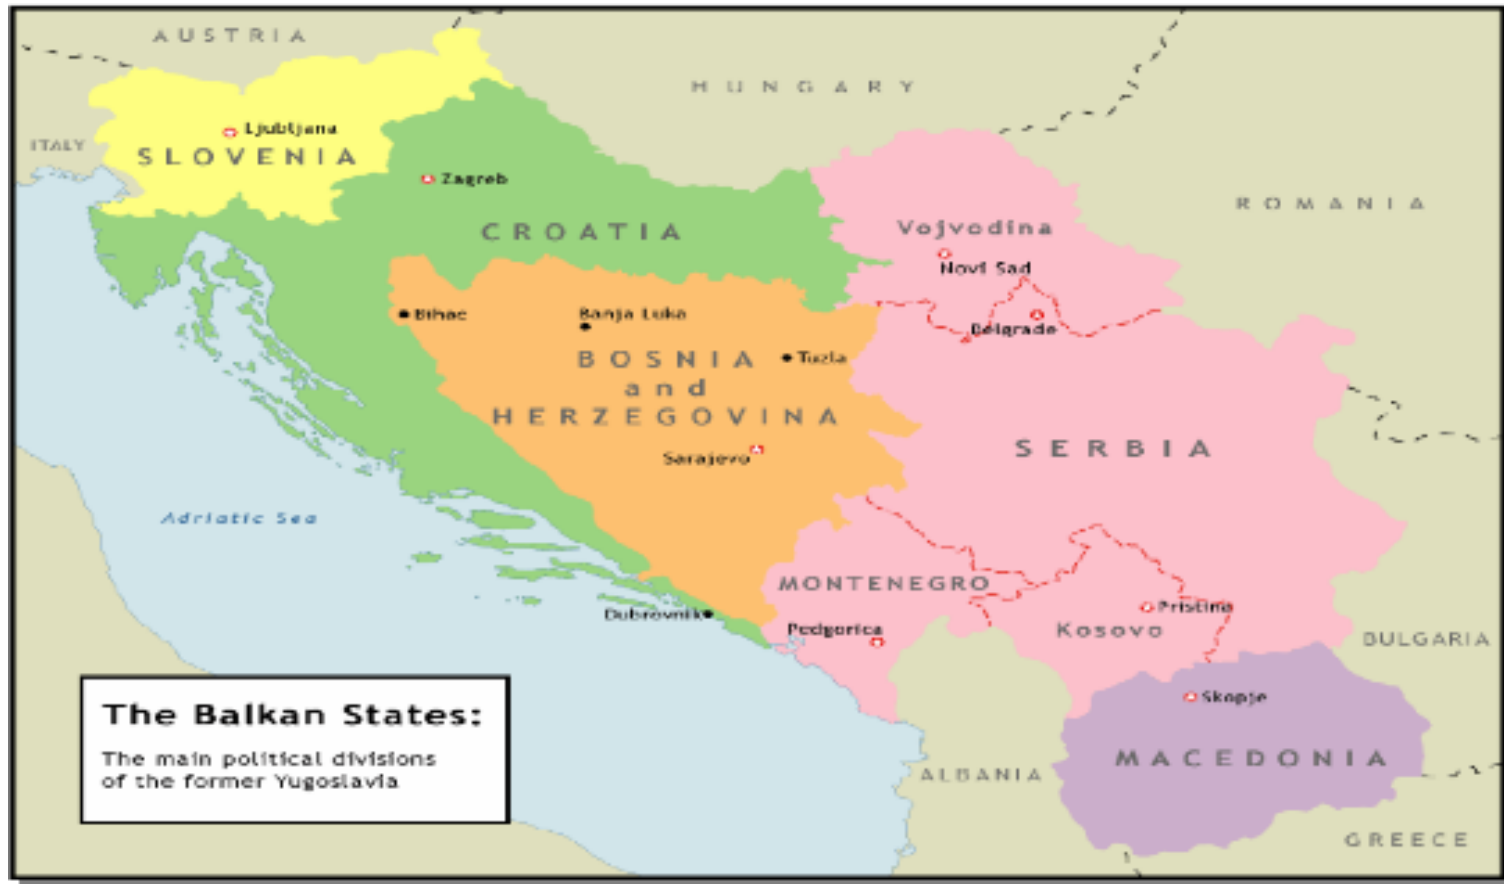 AUSTRIA
HUNGARY
Ljubljana
ITALY
SLOVENIA
Zagreb
ROMANIA
CROATIA
Vojvodina
Novi Sad
Bihac
Banja Luka
Belgrade
BOSNIA
Tuzla
and
HERZEGOVINA
SERBIA
Sarajevo
Adriatic Sea
MONTENEGRO
Pristina
Dubrovnik
Podgorica
Kosovo
BULGARIA
Skopje
The Balkan States:
The main political divisions
of the former Yugoslavia
MACEDONIA
ALBANIA
GREECE